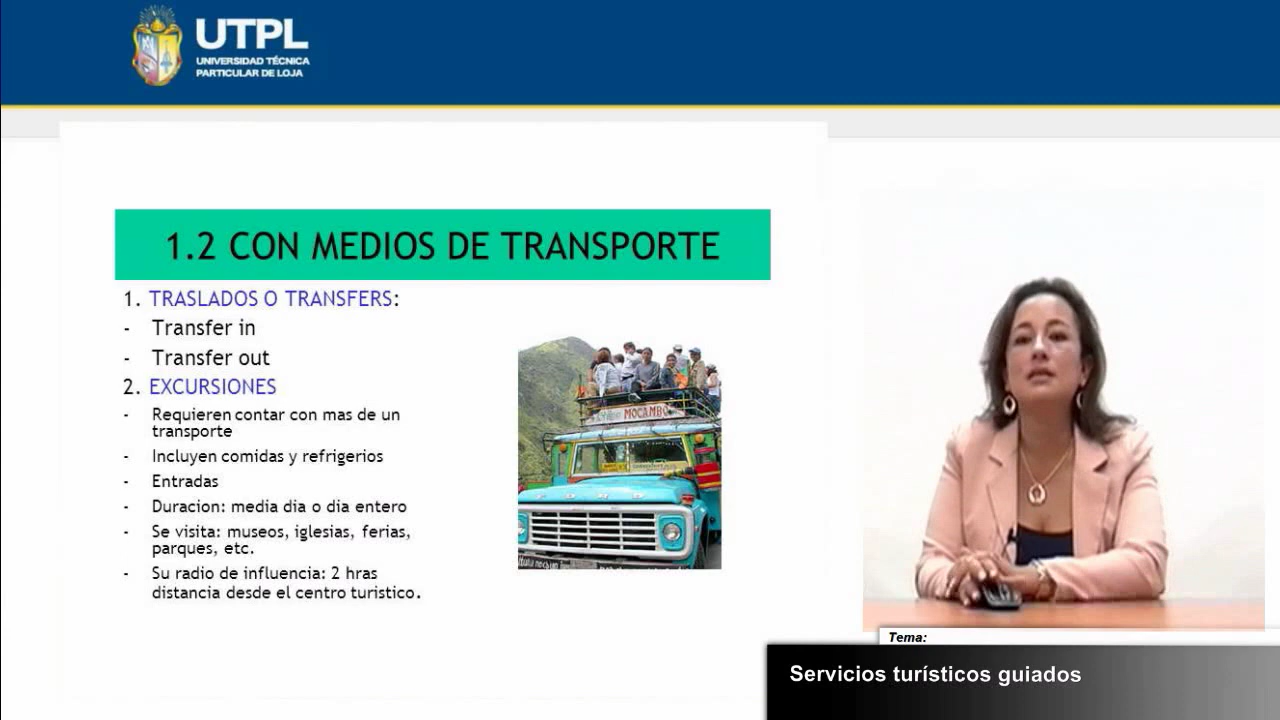 UTPL
UNIVERSIDAD TÉCNICA
PARTICULAR DE LOJA
1.2 CON MEDIOS DE TRANSPORTE
1. TRASLADOS O TRANSFERS:
- Transfer in
- Transfer out
2. EXCURSIONES
- Requieren contar con mas de un
transporte
- Incluyen comidas y refrigerios
- Entradas
- Duracion: media dia o dia entero
- Se visita: museos, iglesias, ferias,
parques, etc.
- Su radio de influencia: 2 hras
distancia desde el centro turistico.
MOCAMBO
FORD
Tema:
Servicios turísticos guiados